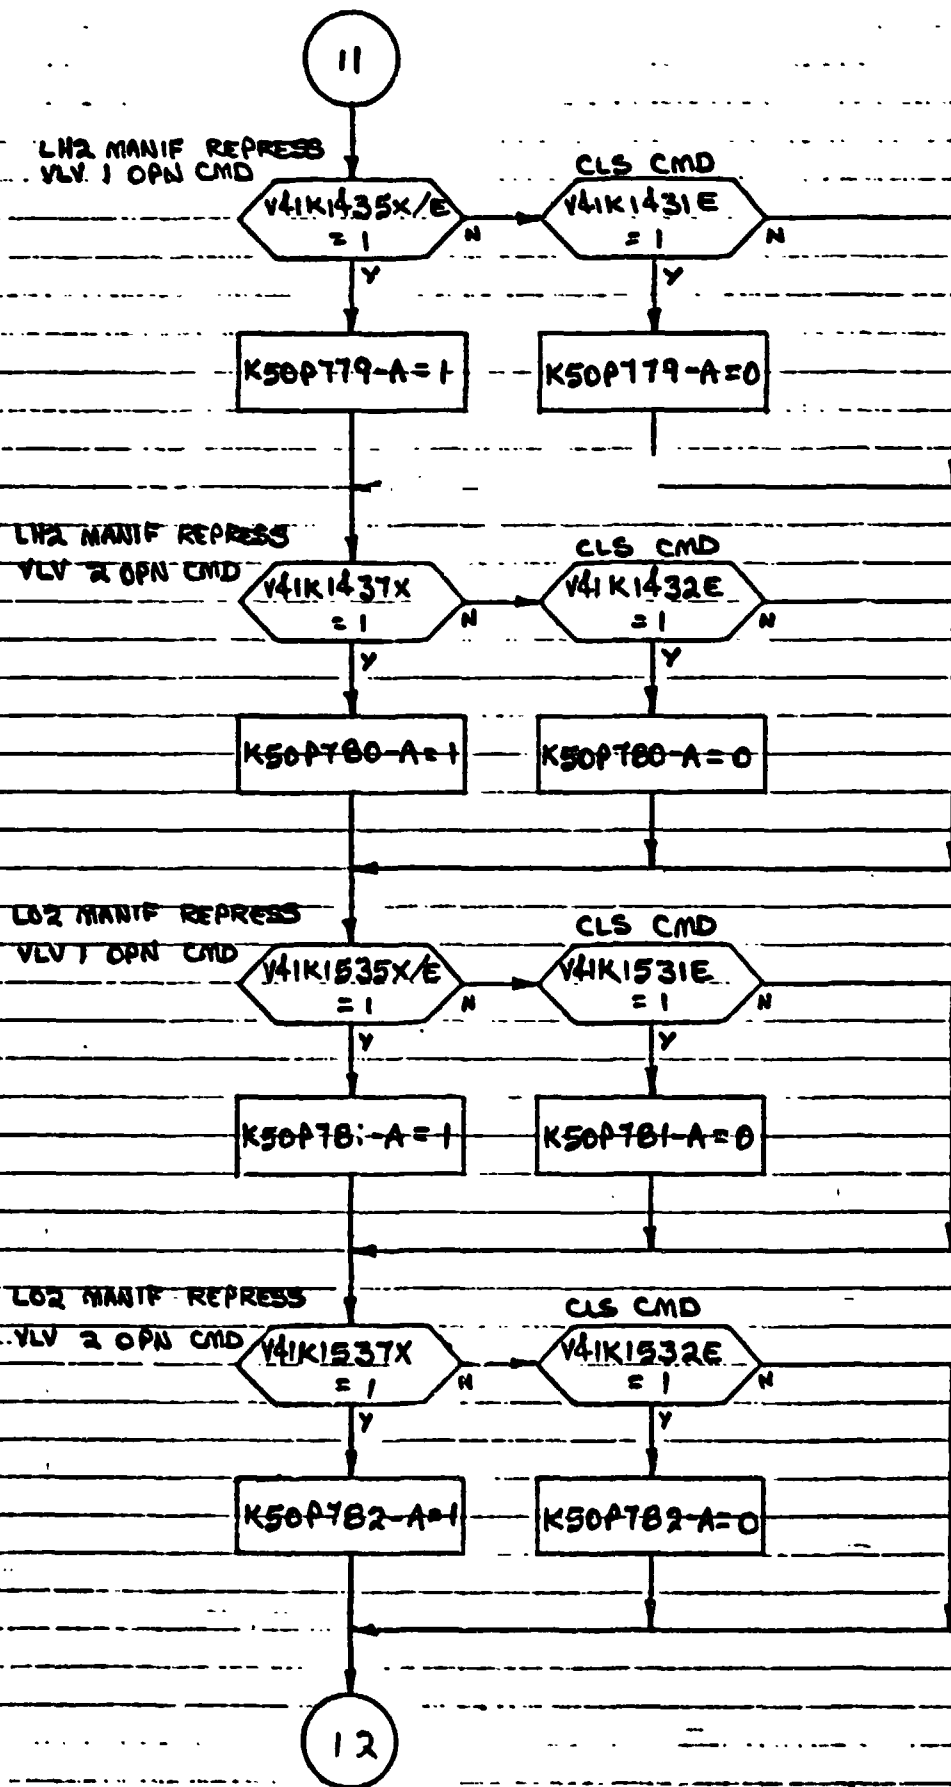 11
LH2 MANIF REPRESS
VLV 1 OPN CMD
V41K1435X/E
= 1
N
Y
CLS CMD
V41K1431E
= 1
N
Y
K50P779-A=1
K50P779-A=0
LH2 MANIF REPRESS
VLV 2 OPN CMD
V41K1437X
= 1
N
Y
CLS CMD
V41K1432E
= 1
N
Y
K50P780-A=1
K50P780-A=0
LO2 MANIF REPRESS
VLV 1 OPN CMD
V41K1535X/E
= 1
N
Y
CLS CMD
V41K1531E
= 1
N
Y
K50P781-A=1
K50P781-A=0
LO2 MANIF REPRESS
VLV 2 OPN CMD
V41K1537X
= 1
N
Y
CLS CMD
V41K1532E
= 1
N
Y
K50P782-A=1
K50P782-A=0
12